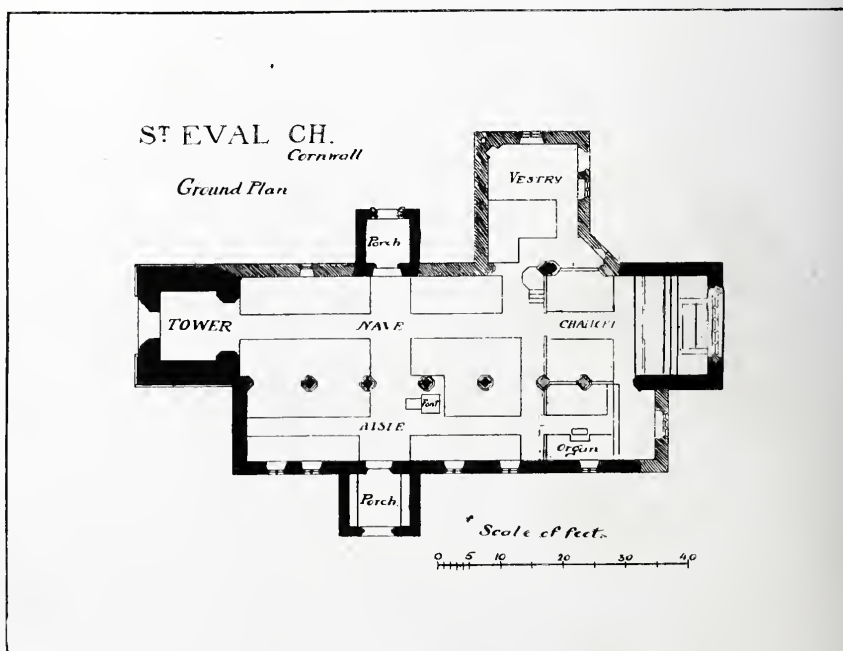 ST EVAL CH.
Cornwall
Ground Plan
VESTRY
Porch
TOWER
NAVE
CHANCEL
Font
AISLE
Organ
Porch.
Scale of feet.
0 5 10 20 30 40